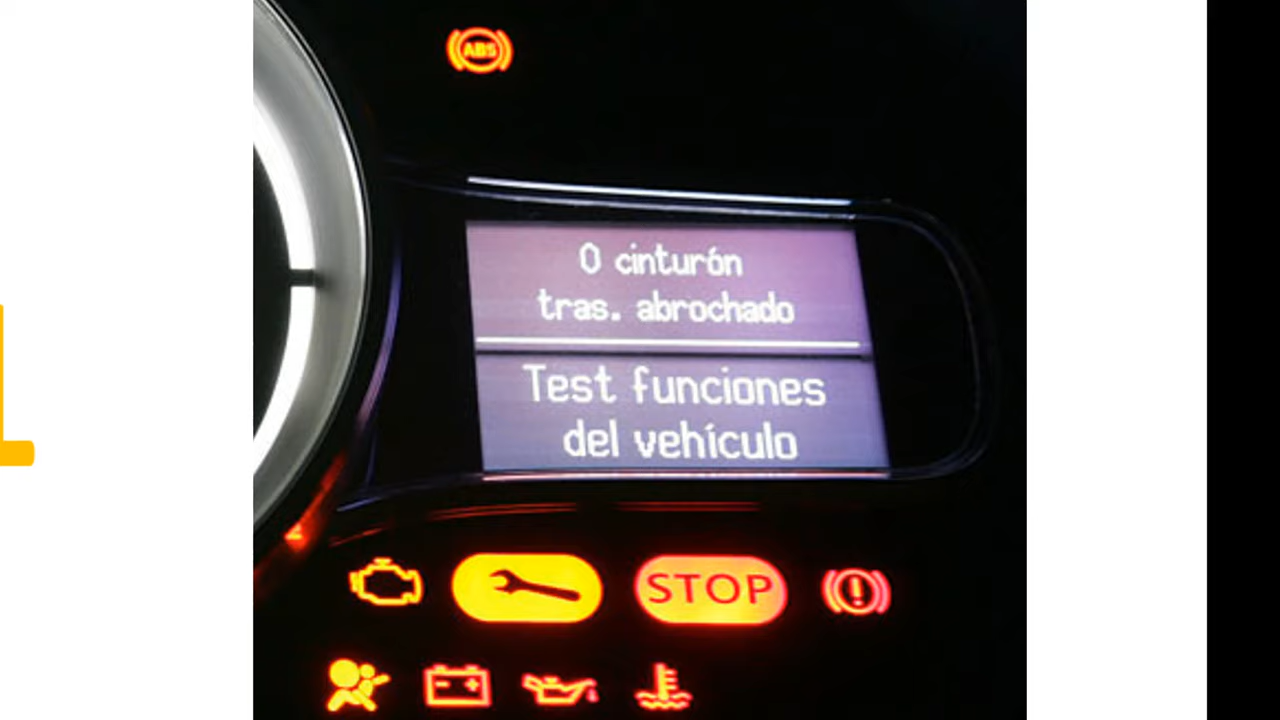 ABS
0 cinturón
tras. abrochado
Test funciones
del vehículo
STOP